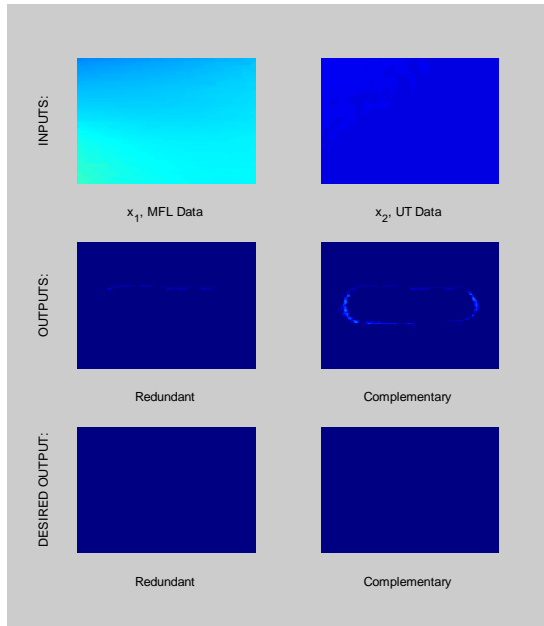 INPUTS:
x1, MFL Data
x2, UT Data
OUTPUTS:
Redundant
Complementary
DESIRED OUTPUT:
Redundant
Complementary